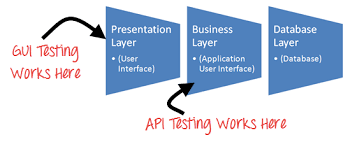 GUI Testing
Works Here
Presentation
Layer
• (User
Interface)
Business
Layer
• (Application
User Interface)
Database
Layer
• (Database)
API Testing Works Here